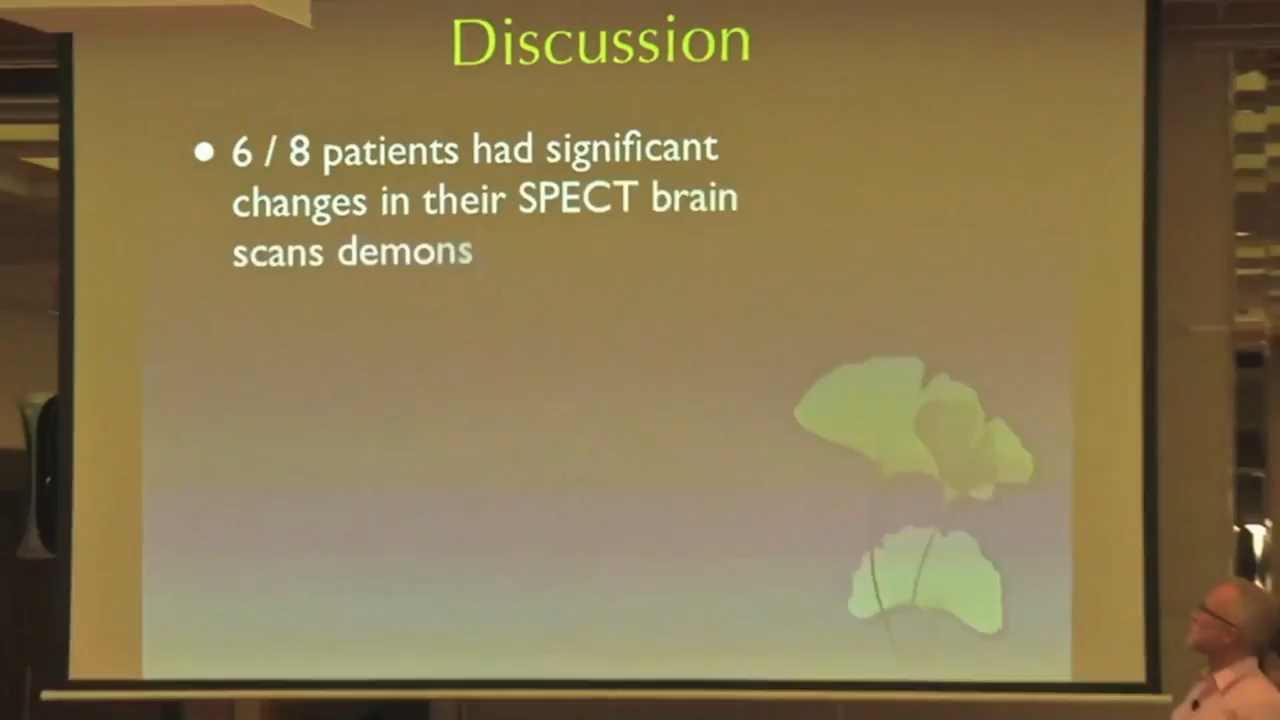 Discussion
• 6 / 8 patients had significant
changes in their SPECT brain
scans demons